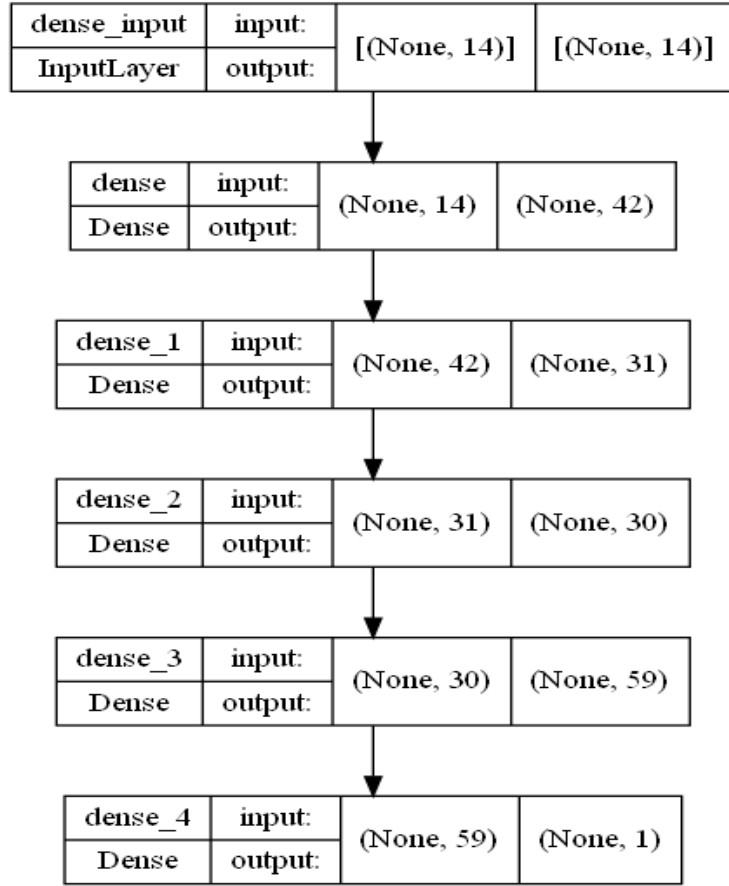 dense_input input: [(None, 14)] [(None, 14)]
InputLayer output:
dense input: (None, 14) (None, 42)
Dense output:
dense_1 input: (None, 42) (None, 31)
Dense output:
dense_2 input: (None, 31) (None, 30)
Dense output:
dense_3 input: (None, 30) (None, 59)
Dense output:
dense_4 input: (None, 59) (None, 1)
Dense output: